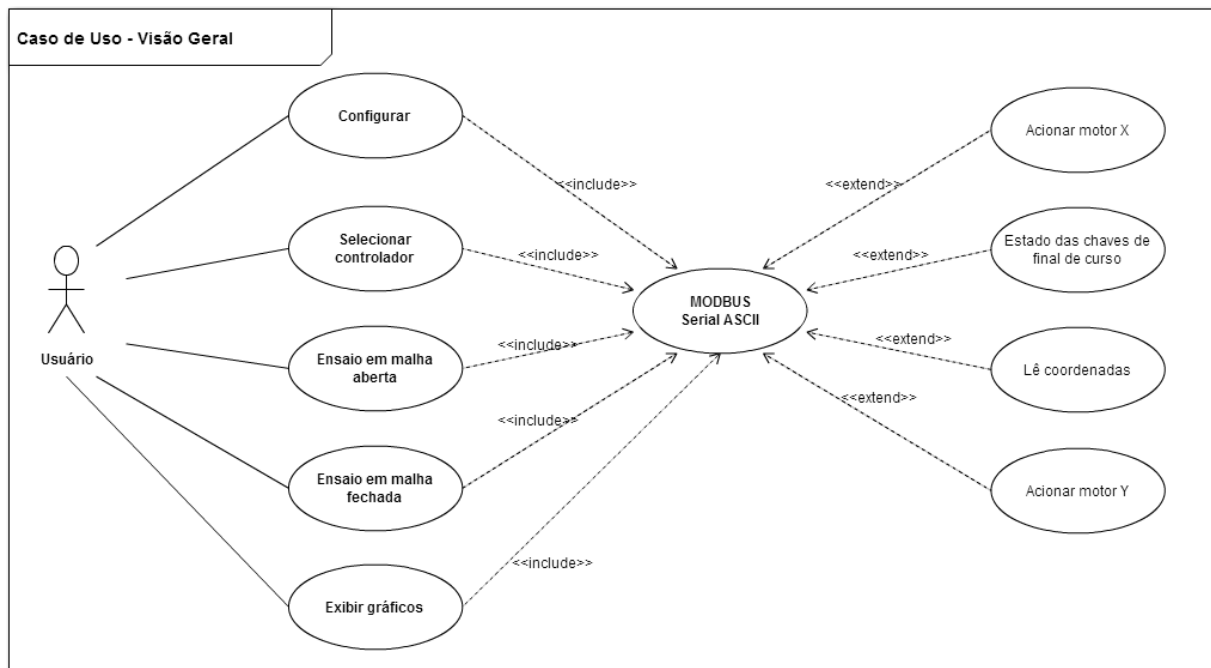 Caso de Uso - Visão Geral
Configurar
Acionar motor X
<<include>>
<<extend>>
Selecionar
controlador
<<include>>
<<extend>>
Estado das chaves de
final de curso
MODBUS
Serial ASCII
Usuário
Ensaio em malha
aberta
<<include>>
<<extend>>
Lê coordenadas
<<include>>
<<extend>>
Ensaio em malha
fechada
Acionar motor Y
<<include>>
Exibir gráficos